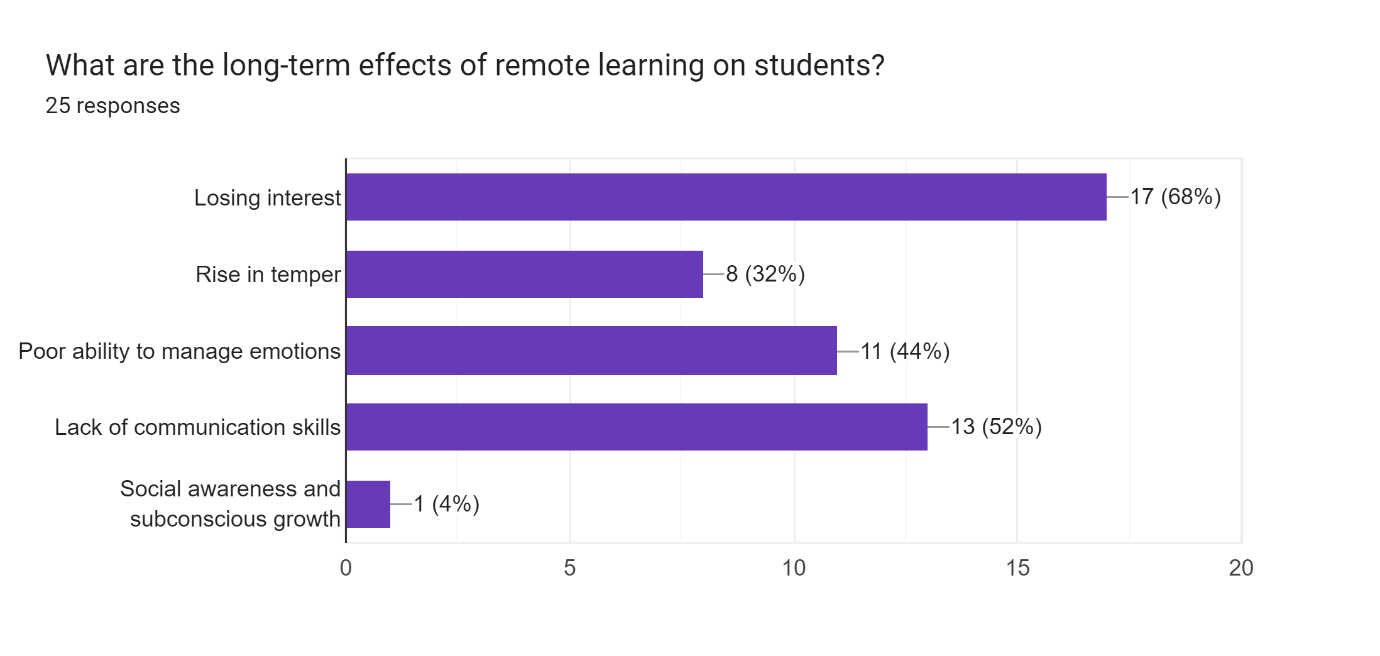 What are the long-term effects of remote learning on students?
25 responses
Losing interest
17 (68%)
Rise in temper
8 (32%)
Poor ability to manage emotions
11 (44%)
Lack of communication skills
13 (52%)
Social awareness and
subconscious growth
1 (4%)
0 5 10 15 20